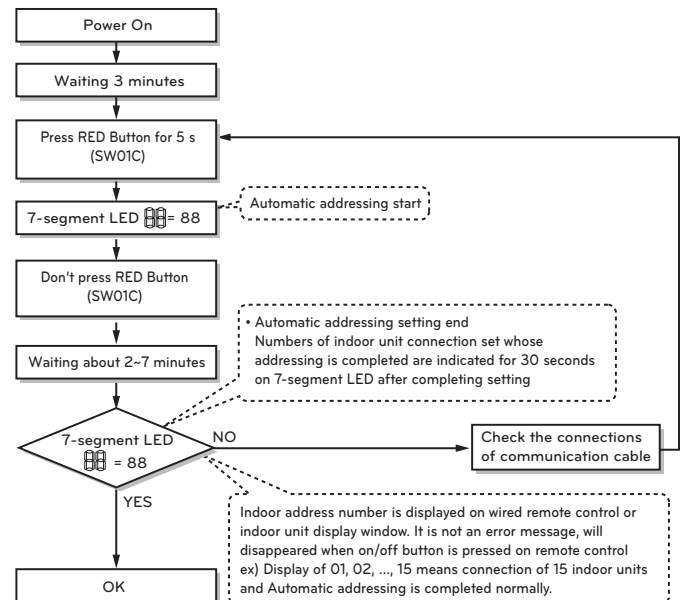 Power On
Waiting 3 minutes
Press RED Button for 5 s
(SW01C)
7-segment LED 88= 88
Automatic addressing start
Don't press RED Button
(SW01C)
• Automatic addressing setting end
Numbers of indoor unit connection set whose
addressing is completed are indicated for 30 seconds
on 7-segment LED after completing setting
Waiting about 2~7 minutes
7-segment LED
88 = 88
NO
Check the connections
of communication cable
YES
Indoor address number is displayed on wired remote control or
indoor unit display window. It is not an error message, will
disappeared when on/off button is pressed on remote control
ex) Display of 01, 02, ..., 15 means connection of 15 indoor units
and Automatic addressing is completed normally.
OK